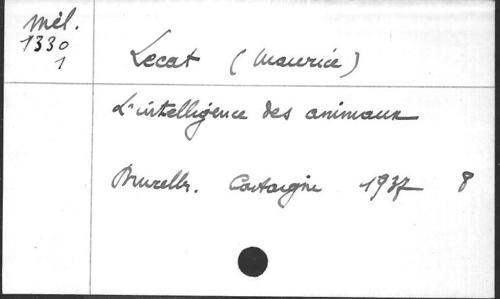 Mél.
1330
1
Lecat (Maurice)
L'intelligence des animaux
Bruxelles. Castaigne 1937 8